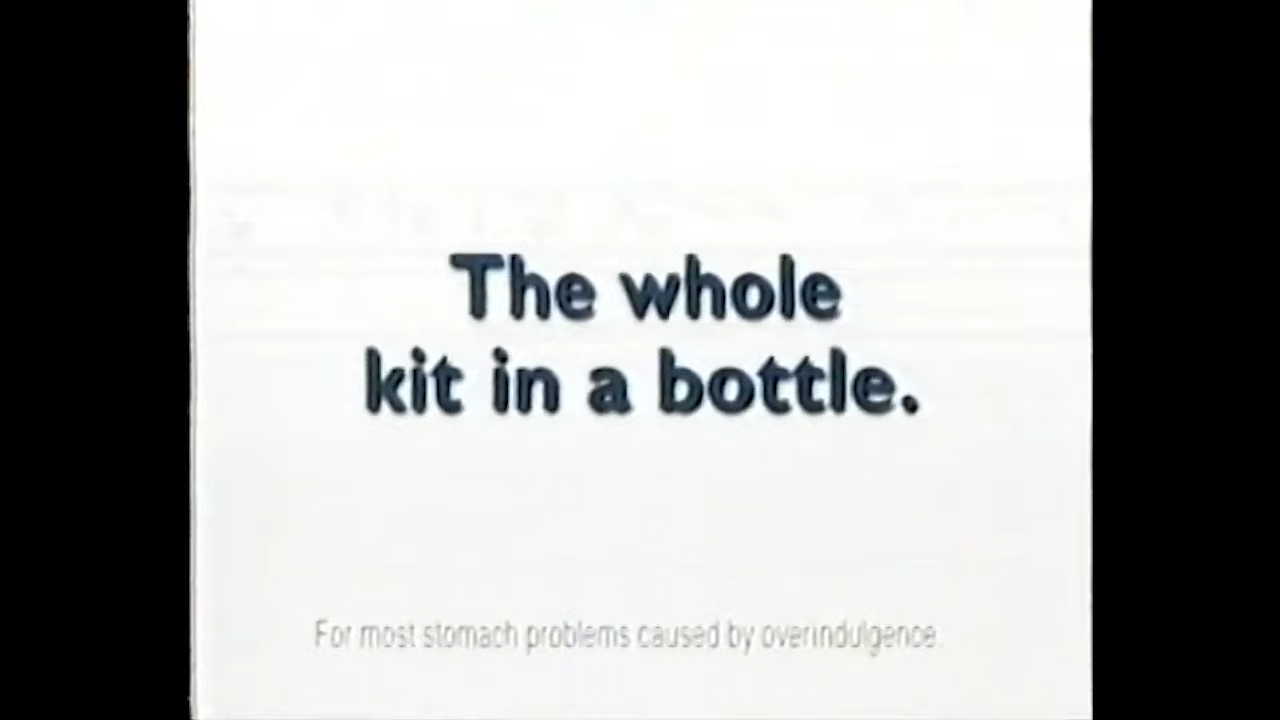 The whole
kit in a bottle.
For most stomach problems caused by overindulgence.